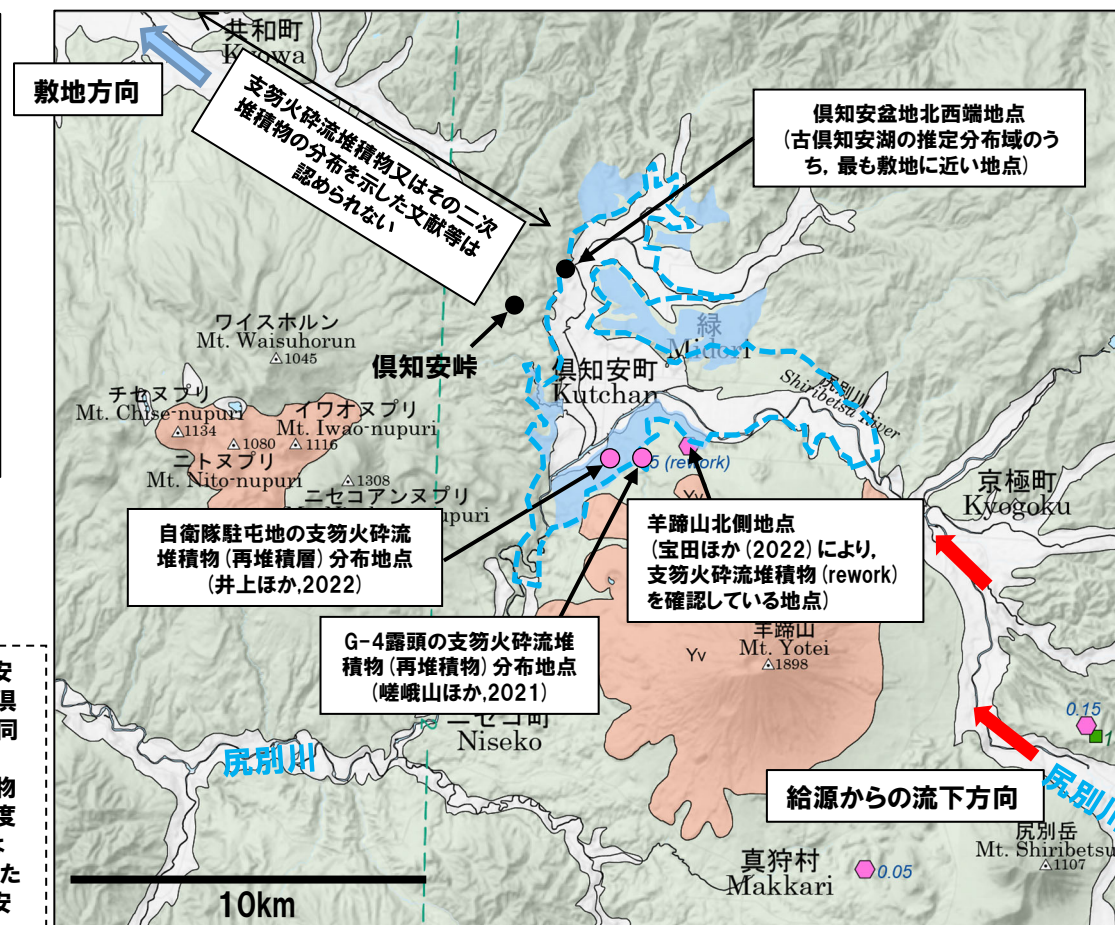 共和町
Kyowa
敷地方向
支笏火砕流堆積物又はその二次
堆積物の分布を示した文献等は
認められない
倶知安盆地北西端地点
(古倶知安湖の推定分布域のう
ち,最も敷地に近い地点)
ワイスホルン
Mt. Waisuhorun
1045
倶知安峠
緑
Midori
倶知安町
Kutchan
尻別川
Shiribetsu River
チセヌプリ
Mt. Chise-nupuri
1134
イワオヌプリ
Mt. Iwao-nupuri
1080
1116
ニトヌプリ
Mt. Nito-nupuri
1308
ニセコアンヌプリ
5 (rework)
京極町
Kyogoku
自衛隊駐屯地の支笏火砕流
堆積物(再堆積層)分布地点
(井上ほか,2022)
羊蹄山北側地点
(宝田ほか(2022)により,
支笏火砕流堆積物(rework)
を確認している地点)
G-4露頭の支笏火砕流堆
積物(再堆積物)分布地点
(嵯峨山ほか,2021)
羊蹄山
Mt. Yotei
1898
Yv
ニセコ町
Niseko
尻別川
0.15
1
給源からの流下方向
尻別川
尻別岳
Mt. Shiribetsu
1107
真狩村
Makkari
0.05
10km
安
倶
同
物
度
は
た
安